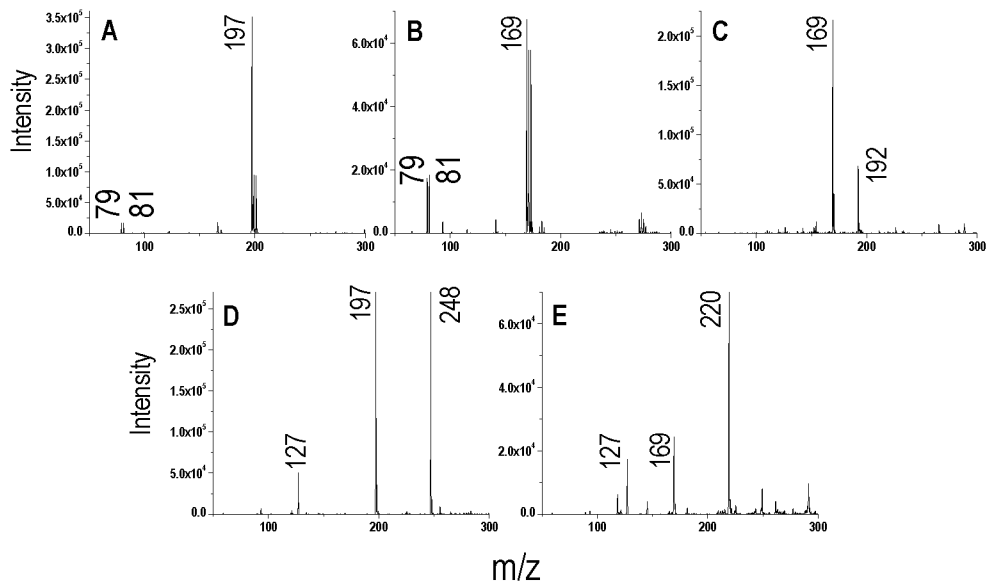 A
3.5x10⁵
3.0x10⁵
2.5x10⁵
2.0x10⁵
1.5x10⁵
1.0x10⁵
5.0x10⁴
0.0
Intensity
79
81
197
100
200
300
B
6.0x10⁴
4.0x10⁴
2.0x10⁴
0.0
79
81
169
100
200
300
C
2.0x10⁵
1.5x10⁵
1.0x10⁵
5.0x10⁴
0.0
169
192
100
200
300
D
2.5x10⁵
2.0x10⁵
1.5x10⁵
1.0x10⁵
5.0x10⁴
0.0
Intensity
127
197
248
100
200
300
E
6.0x10⁴
4.0x10⁴
2.0x10⁴
0.0
127
169
220
100
200
300
m/z